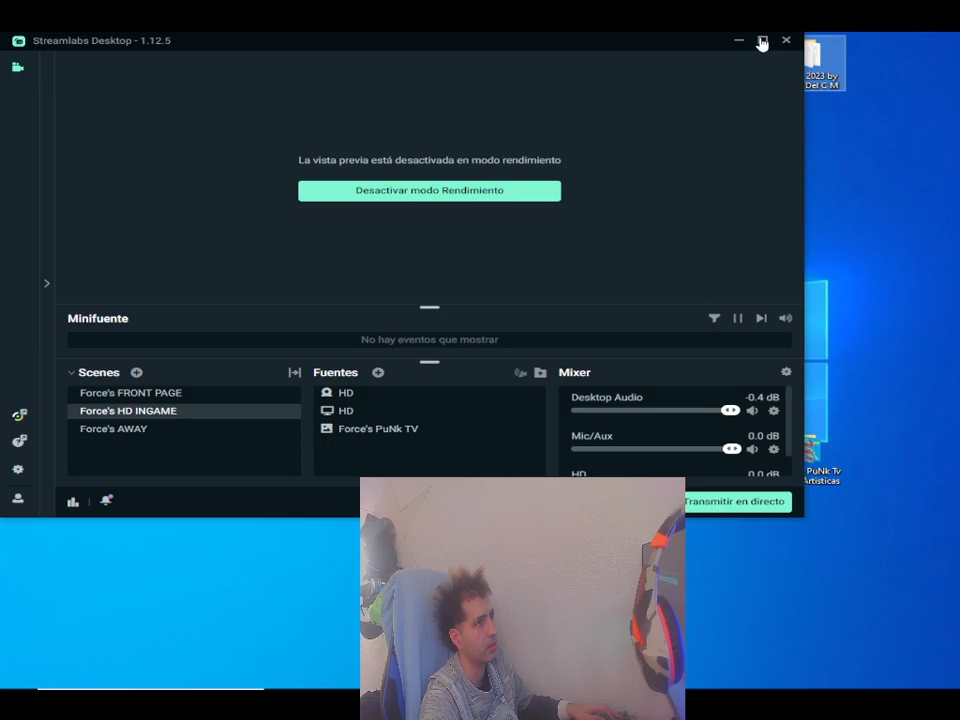 Streamlabs Desktop - 1.12.5
2023 by
Del C M
La vista previa está desactivada en modo rendimiento
Desactivar modo Rendimiento
Minifuente
No hay eventos que mostrar
Scenes
Fuentes
Mixer
Force's FRONT PAGE
Force's HD INGAME
Force's AWAY
HD
HD
Force's PuNk TV
Desktop Audio -0.4 dB
Mic/Aux 0.0 dB
HD 0.0 dB
PuNk Tv
Artisticas
Transmitir en directo